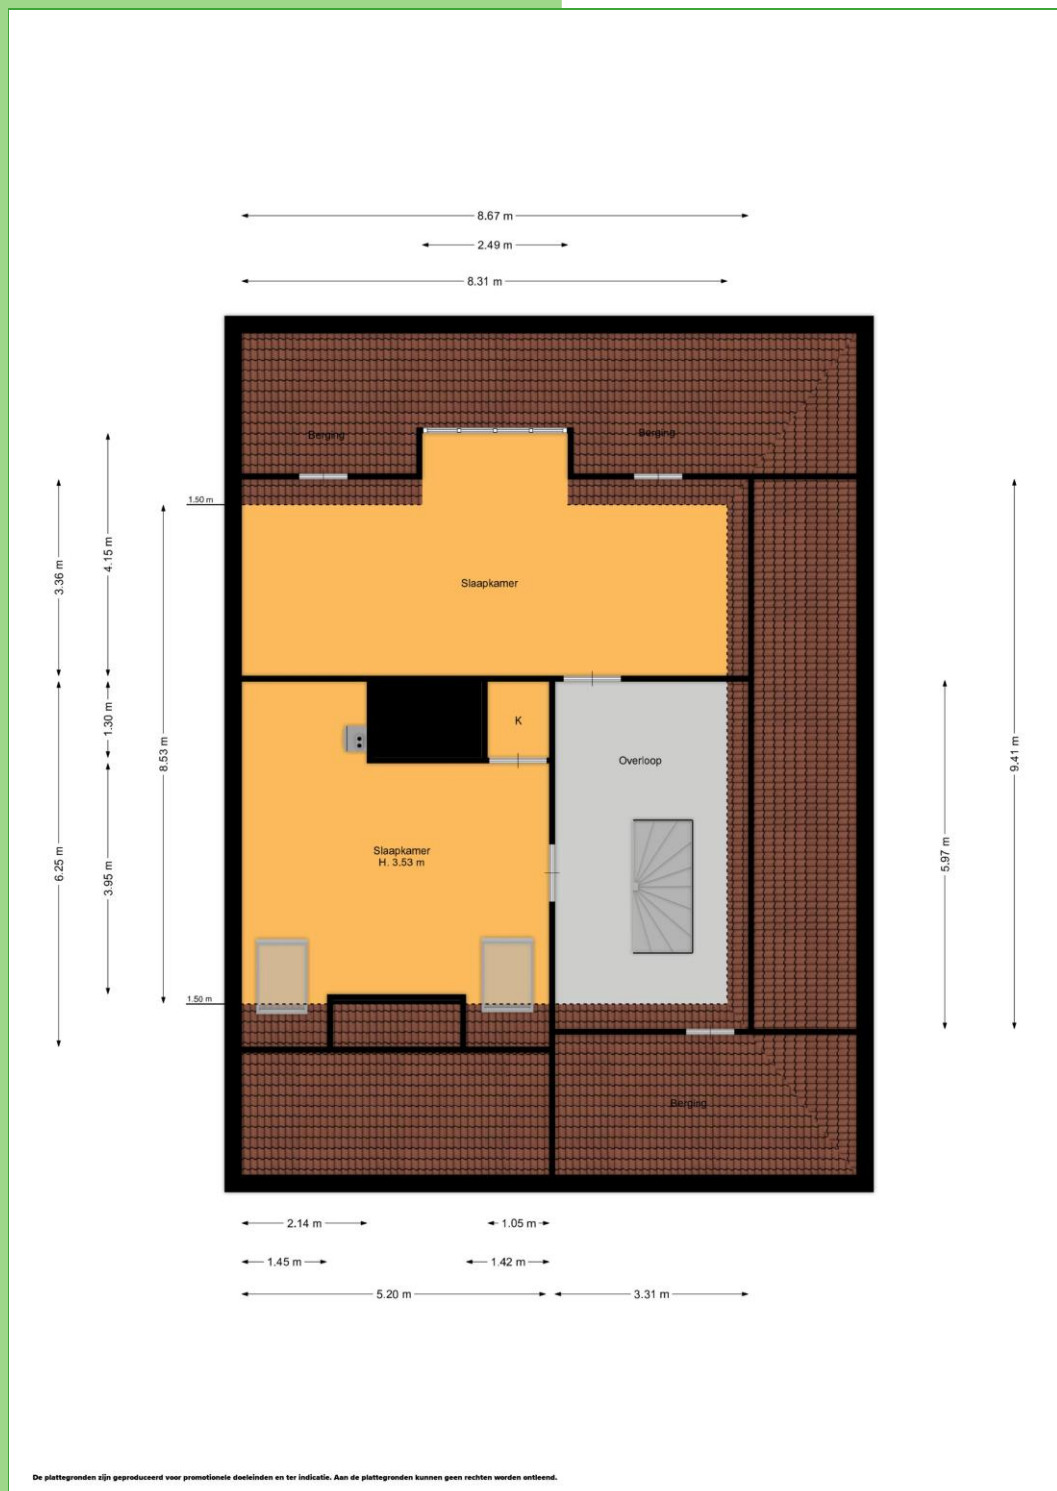 8.67 m
2.49 m
8.31 m
Berging
Berging
1.50 m
4.15 m
3.36 m
Slaapkamer
1.30 m
K
8.53 m
Overloop
9.41 m
6.25 m
3.95 m
Slaapkamer
H. 3.53 m
5.97 m
1.50 m
Berging
2.14 m
1.05 m
1.45 m
1.42 m
5.20 m
3.31 m
De plattegronden zijn geproduceerd voor promotionele doeleinden en ter indicatie. Aan de plattegronden kunnen geen rechten worden ontleend.